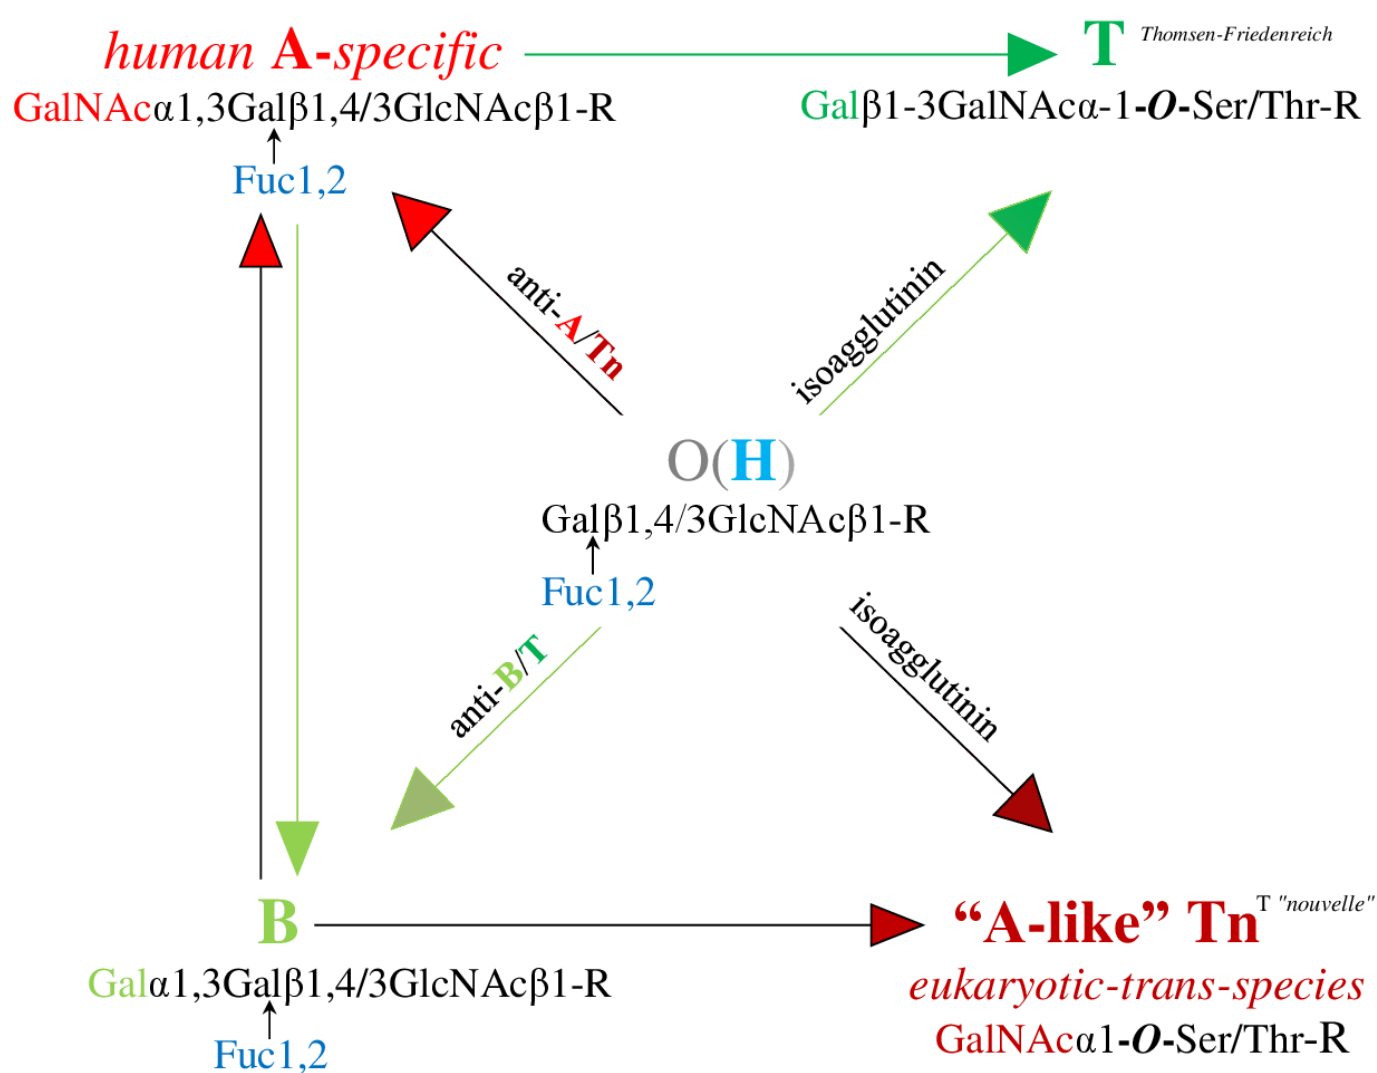 human A-specific
GalNAcα1,3Galβ1,4/3GlcNAcβ1-R
Fuc1,2
T Thomsen-Friedenreich
Galβ1-3GalNAcα-1-O-Ser/Thr-R
anti-A/Tn
isoagglutinin
O(H)
Galβ1,4/3GlcNAcβ1-R
Fuc1,2
anti-B/T
isoagglutinin
B
Galα1,3Galβ1,4/3GlcNAcβ1-R
Fuc1,2
“A-like” Tn T "nouvelle"
eukaryotic-trans-species
GalNAcα1-O-Ser/Thr-R